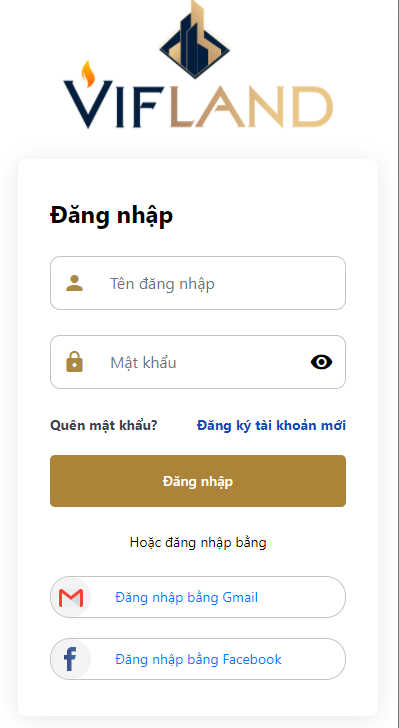 VIFLAND
Đăng nhập
Tên đăng nhập
Mật khẩu
Quên mật khẩu? Đăng ký tài khoản mới
Đăng nhập
Hoặc đăng nhập bằng
Đăng nhập bằng Gmail
Đăng nhập bằng Facebook